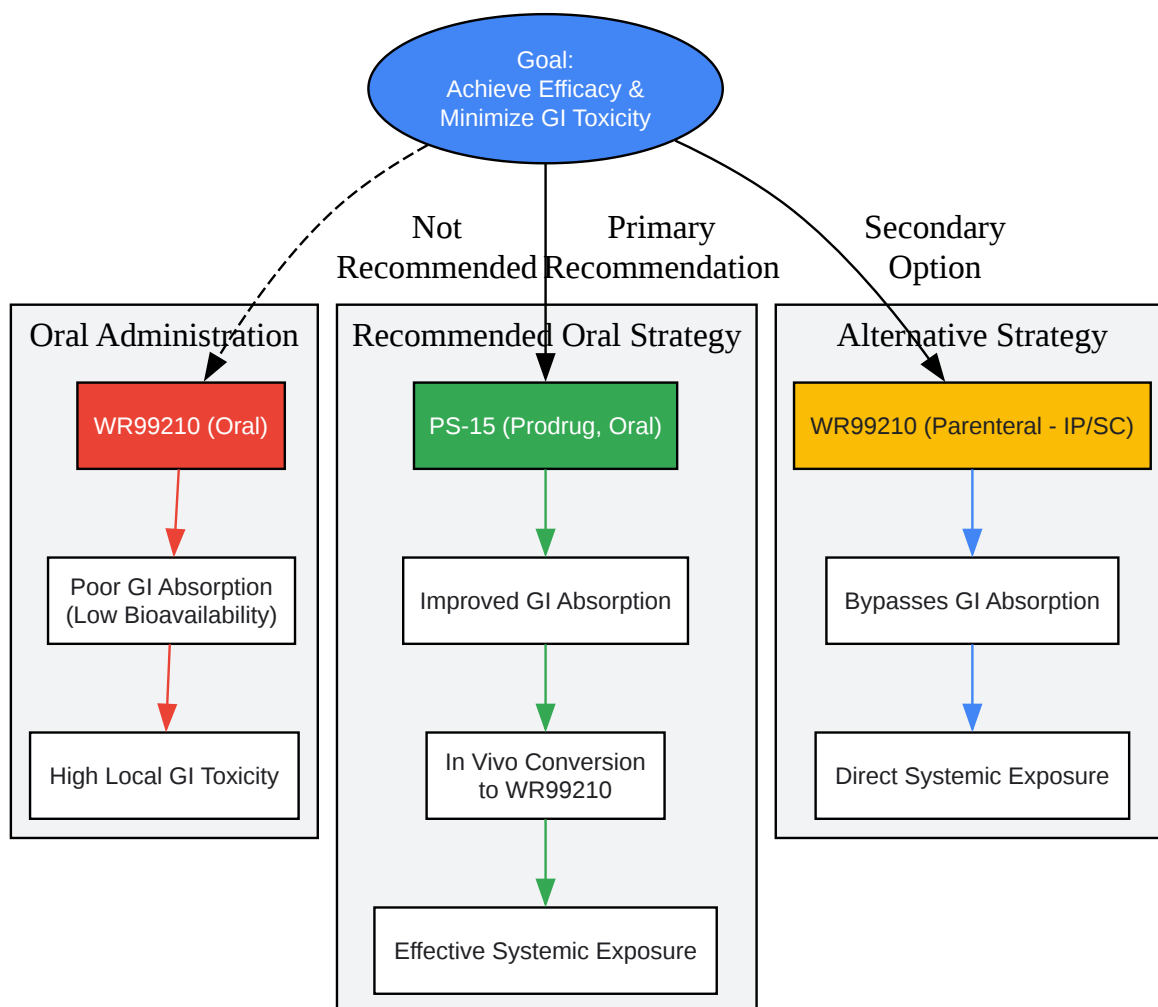 Goal:
Achieve Efficacy &
Minimize GI Toxicity
Not
Recommended
Primary
Recommendation
Secondary
Option
Oral Administration
WR99210 (Oral)
Poor GI Absorption
(Low Bioavailability)
High Local GI Toxicity
Recommended Oral Strategy
PS-15 (Prodrug, Oral)
Improved GI Absorption
In Vivo Conversion
to WR99210
Effective Systemic Exposure
Alternative Strategy
WR99210 (Parenteral - IP/SC)
Bypasses GI Absorption
Direct Systemic Exposure